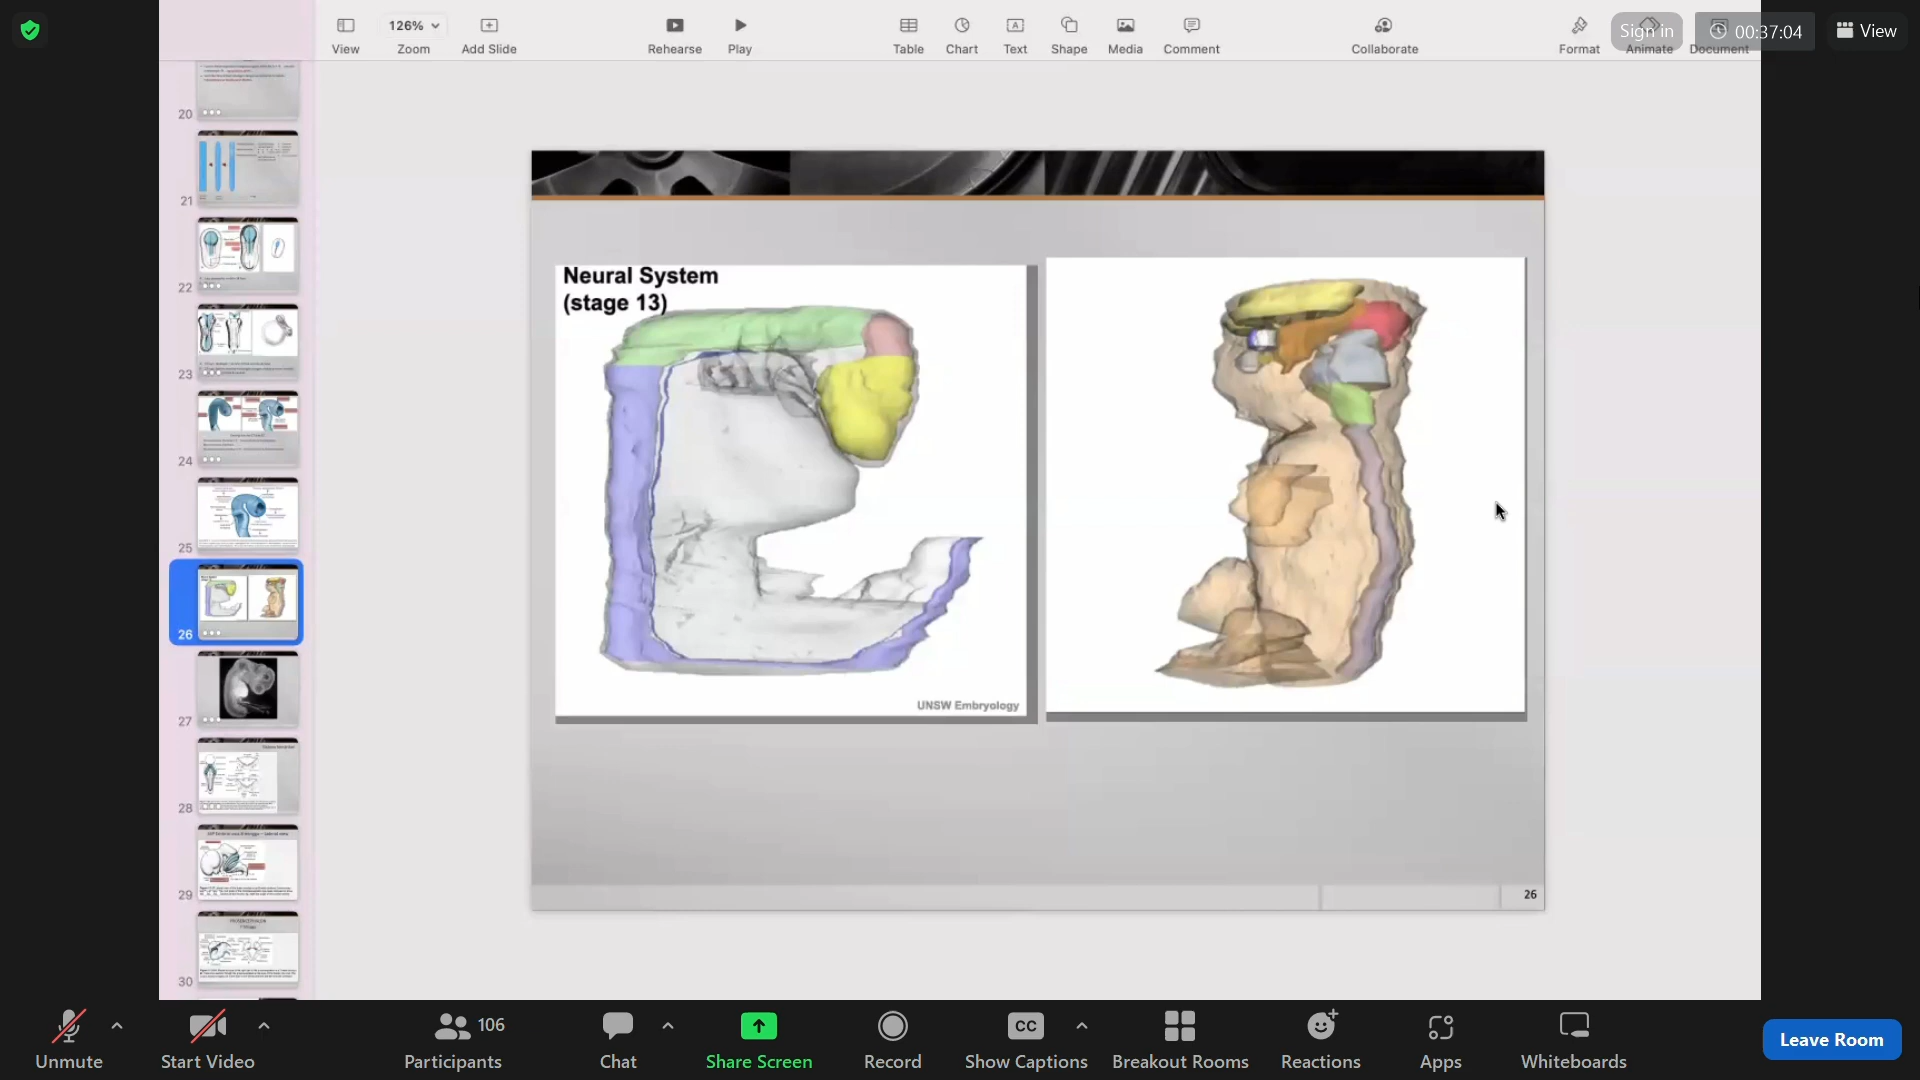 View
126%
Zoom
Add Slide
Rehearse
Play
Table
Chart
Text
Shape
Media
Comment
Collaborate
Format
Animate
Document
Sign in
00:37:04
View
20
21
22
23
24
25
26
27
28
29
30
Neural System
(stage 13)
UNSW Embryology
26
Unmute
Start Video
106
Participants
Chat
Share Screen
Record
CC
Show Captions
Breakout Rooms
Reactions
Apps
Whiteboards
Leave Room